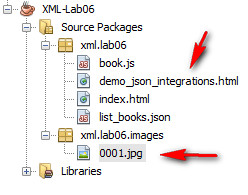 XML-Lab06
Source Packages
xml.lab06
book.js
demo_json_integrations.html
index.html
list_books.json
xml.lab06.images
0001.jpg
Libraries